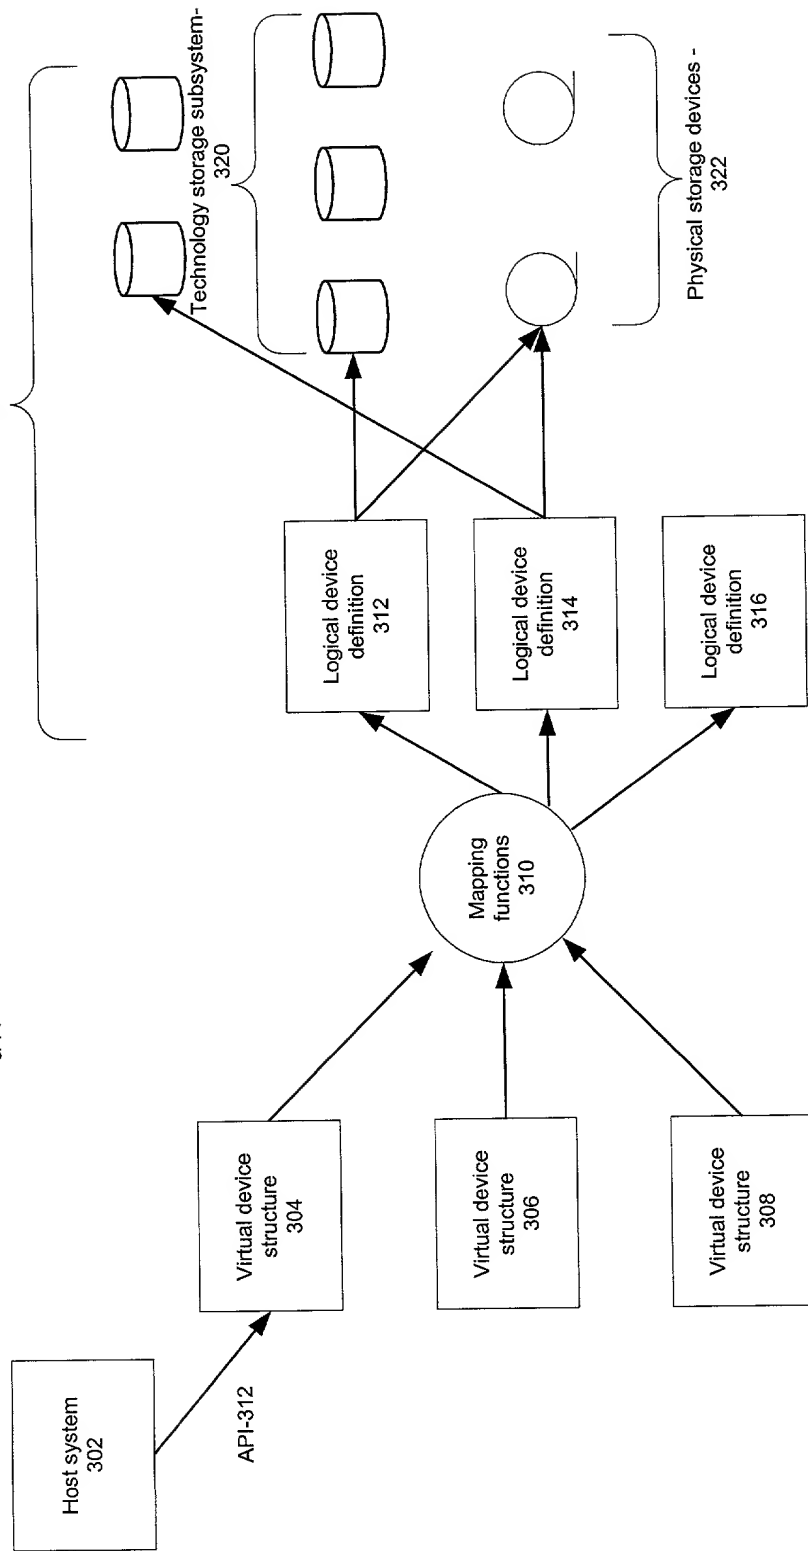 Host system
302
API-312
Virtual device
structure
304
Virtual device
structure
306
Virtual device
structure
308
Mapping
functions
310
Logical device
definition
312
Logical device
definition
314
Logical device
definition
316
Technology storage subsystem-
320
Physical storage devices -
322